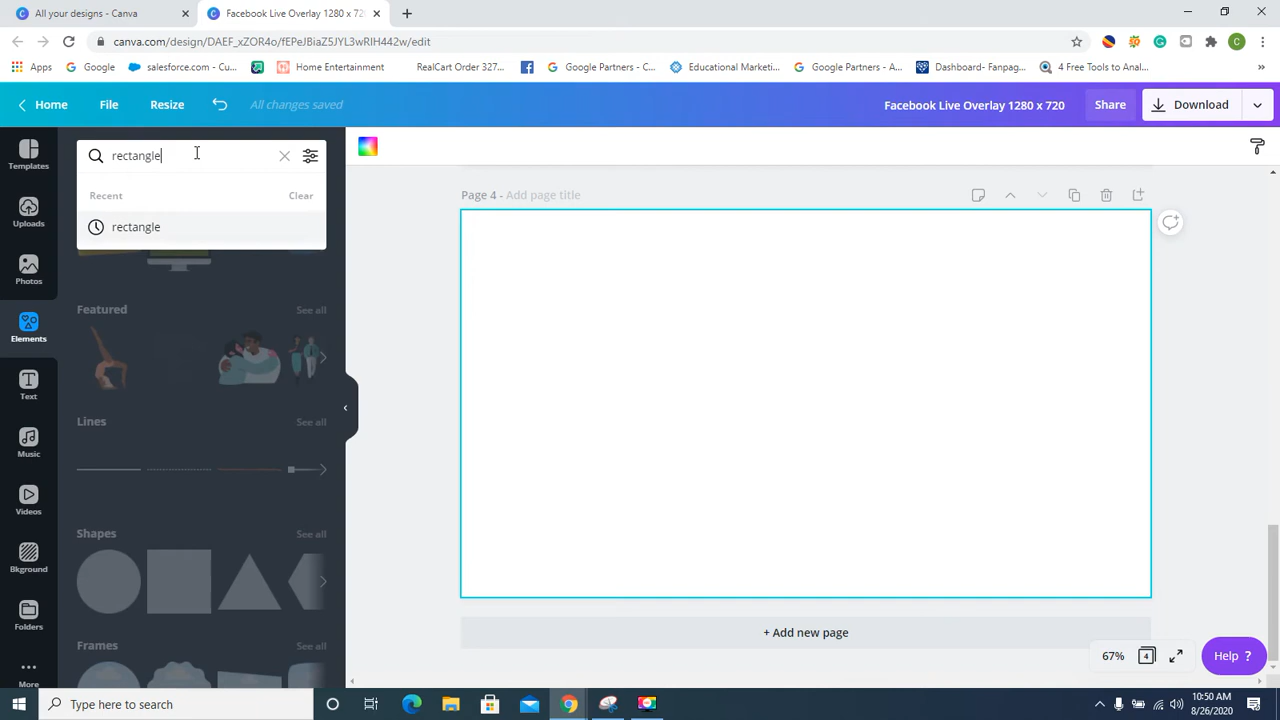 All your designs - Canva
Facebook Live Overlay 1280 x 720
canva.com/design/DAEF_xZOR4o/fEPeJBiaZ5JYL3wRIH442w/edit
C
Apps
Google
salesforce.com - Cu...
Home Entertainment
RealCart Order 327...
Google Partners - C...
Educational Marketi...
Google Partners - A...
Dashboard- Fanpag...
4 Free Tools to Anal...
»
Home
File
Resize
All changes saved
Facebook Live Overlay 1280 x 720
Share
Download
Templates
Uploads
Photos
Elements
Text
Music
Videos
Bkground
Folders
More
rectangle
Recent
Clear
rectangle
Featured
See all
Lines
See all
Shapes
See all
Frames
See all
Page 4 - Add page title
+ Add new page
67%
4
Help ?
Type here to search
10:50 AM
8/26/2020